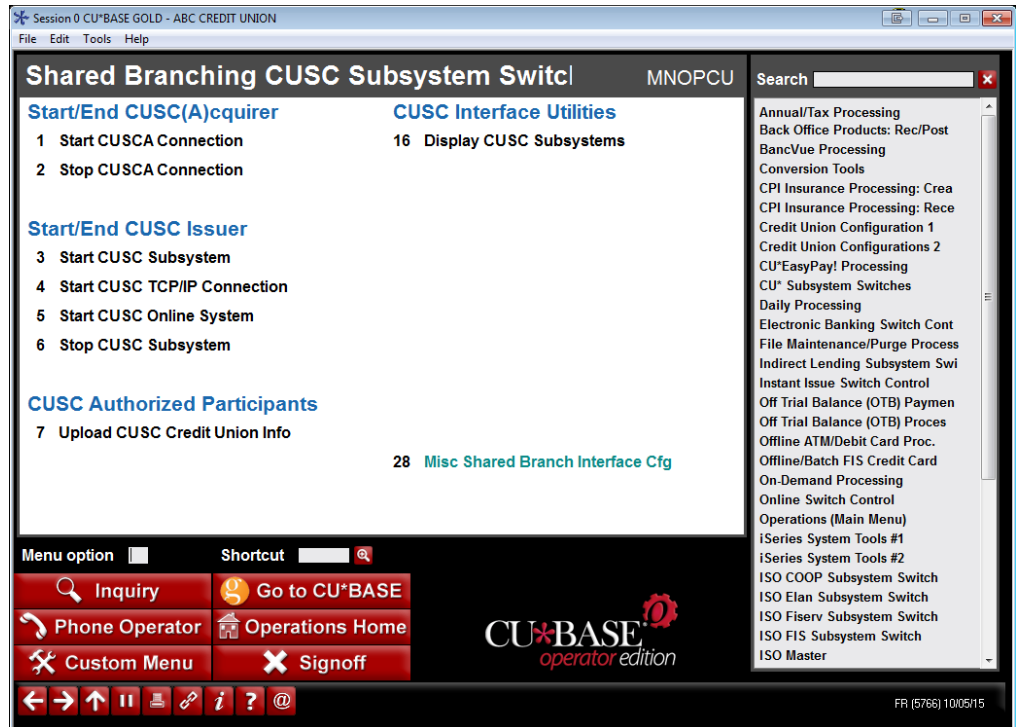 Session 0 CU*BASE GOLD - ABC CREDIT UNION
File Edit Tools Help
Shared Branching CUSC Subsystem Switc
MNOPCU
Start/End CUSC(A)cquirer
1 Start CUSCA Connection
2 Stop CUSCA Connection
Start/End CUSC Issuer
3 Start CUSC Subsystem
4 Start CUSC TCP/IP Connection
5 Start CUSC Online System
6 Stop CUSC Subsystem
CUSC Authorized Participants
7 Upload CUSC Credit Union Info
CUSC Interface Utilities
16 Display CUSC Subsystems
28 Misc Shared Branch Interface Cfg
Search
Annual/Tax Processing
Back Office Products: Rec/Post
BancVue Processing
Conversion Tools
CPI Insurance Processing: Crea
CPI Insurance Processing: Rece
Credit Union Configuration 1
Credit Union Configurations 2
CU*EasyPay! Processing
CU* Subsystem Switches
Daily Processing
Electronic Banking Switch Cont
File Maintenance/Purge Process
Indirect Lending Subsystem Swi
Instant Issue Switch Control
Off Trial Balance (OTB) Paymen
Off Trial Balance (OTB) Proces
Offline ATM/Debit Card Proc.
Offline/Batch FIS Credit Card
On-Demand Processing
Online Switch Control
Operations (Main Menu)
iSeries System Tools #1
iSeries System Tools #2
ISO COOP Subsystem Switch
ISO Elan Subsystem Switch
ISO Fiserv Subsystem Switch
ISO FIS Subsystem Switch
ISO Master
Menu option
Shortcut
Inquiry
Go to CU*BASE
Phone Operator
Operations Home
Custom Menu
Signoff
CU*BASE
operator edition
FR (5766) 10/05/15